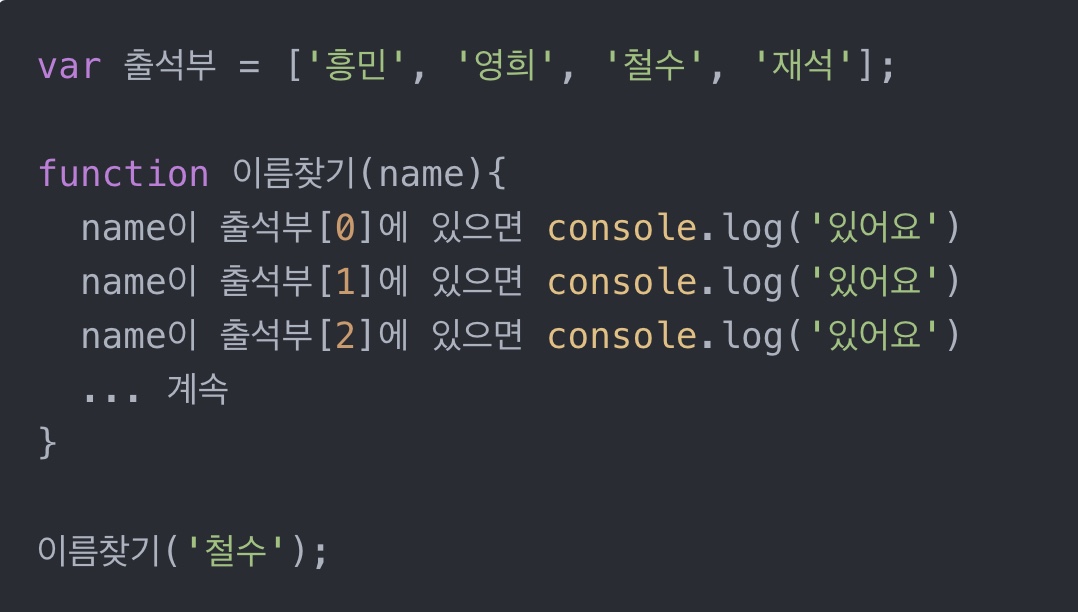 var 출석부 = ['흥민', '영희', '철수', '재석'];
function 이름찾기(name){
name이 출석부[0]에 있으면 console.log('있어요')
name이 출석부[1]에 있으면 console.log('있어요')
name이 출석부[2]에 있으면 console.log('있어요')
... 계속
}
이름찾기('철수');